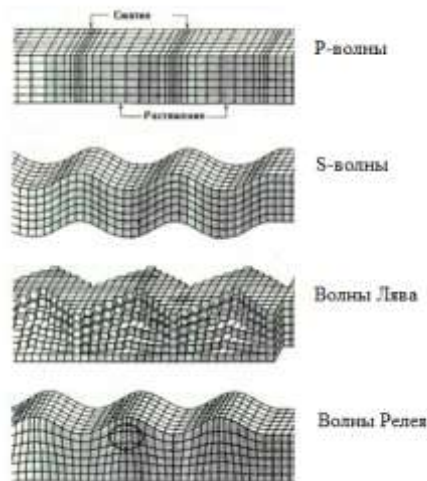 Сжатие
P-волны
Растяжение
S-волны
Волны Лява
Волны Релея